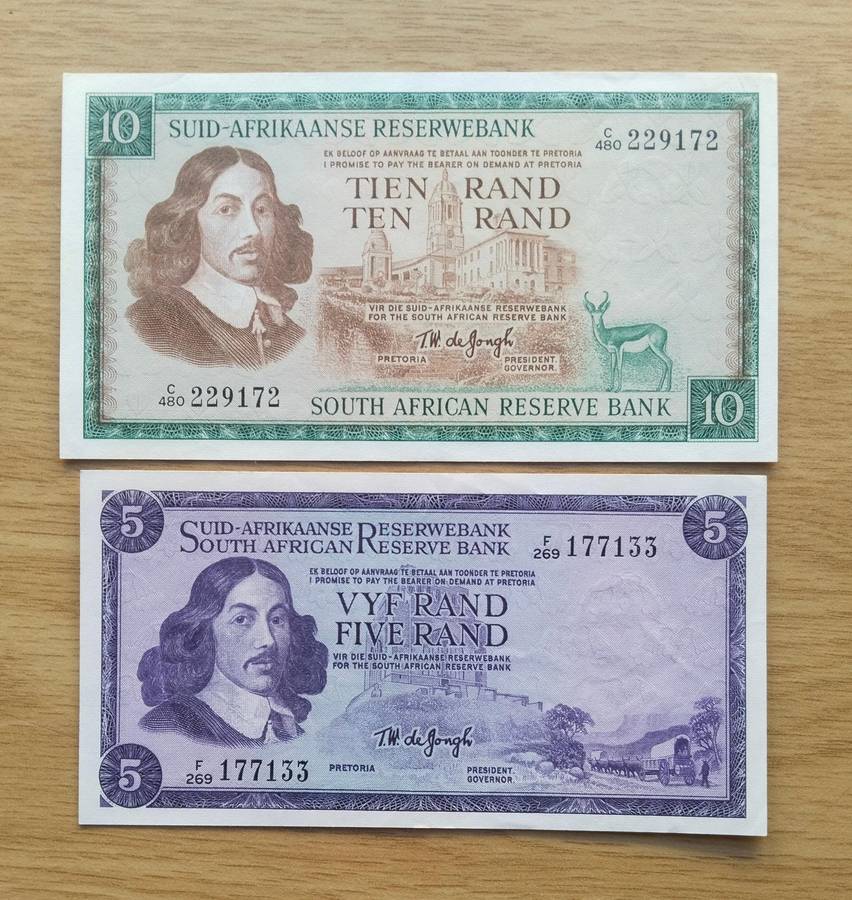 10
SUID-AFRIKAANSE RESERWEBANK
C/480 229172
EK BELOOF OP AANVRAAG TE BETAAL AAN TOONDER TE PRETORIA
I PROMISE TO PAY THE BEARER ON DEMAND AT PRETORIA
TIEN RAND
TEN RAND
VIR DIE SUID-AFRIKAANSE RESERWEBANK
FOR THE SOUTH AFRICAN RESERVE BANK
T.W. de Jongh
PRETORIA
PRESIDENT.
GOVERNOR.
C/480 229172
SOUTH AFRICAN RESERVE BANK
10
5
SUID-AFRIKAANSE RESERWEBANK
SOUTH AFRICAN RESERVE BANK
F/269 177133
5
EK BELOOF OP AANVRAAG TE BETAAL AAN TOONDER TE PRETORIA
I PROMISE TO PAY THE BEARER ON DEMAND AT PRETORIA
VYF RAND
FIVE RAND
VIR DIE SUID-AFRIKAANSE RESERWEBANK
FOR THE SOUTH AFRICAN RESERVE BANK
T.W. de Jongh
5
F/269 177133
PRETORIA
PRESIDENT.
GOVERNOR.